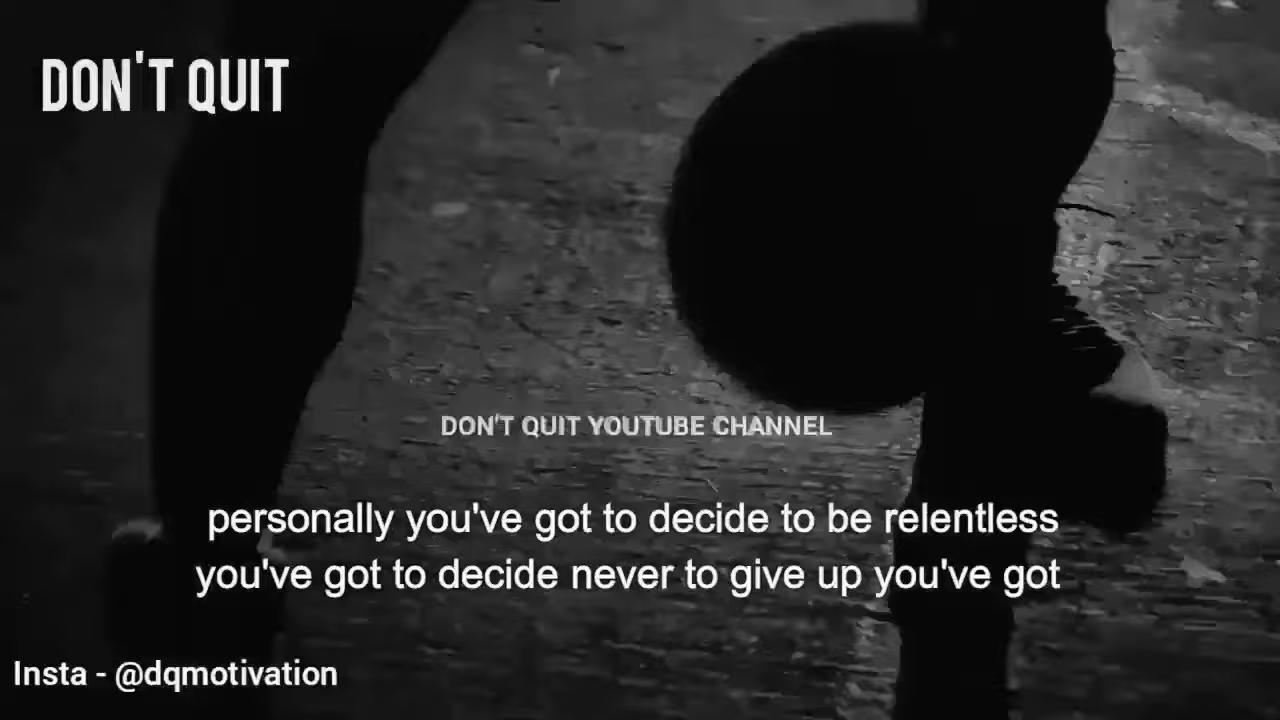 DON'T QUIT
DON'T QUIT YOUTUBE CHANNEL
personally you've got to decide to be relentless
you've got to decide never to give up you've got
Insta - @dqmotivation